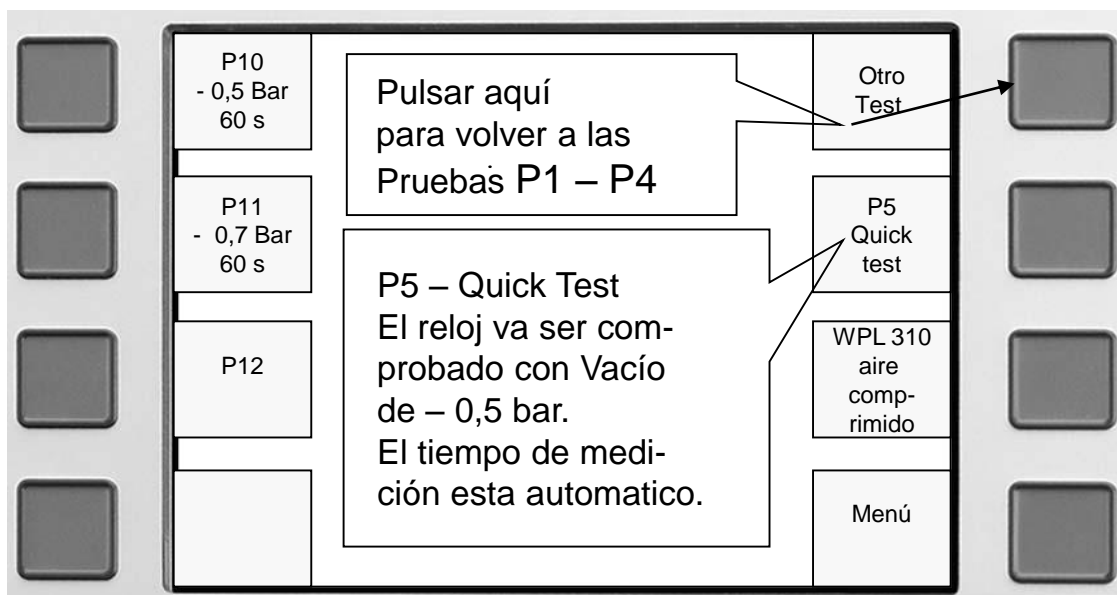 P10
- 0,5 Bar
60 s
P11
- 0,7 Bar
60 s
P12
Pulsar aquí
para volver a las
Pruebas P1 – P4
P5 – Quick Test
El reloj va ser com-
probado con Vacío
de – 0,5 bar.
El tiempo de medi-
ción esta automatico.
Otro
Test
P5
Quick
test
WPL 310
aire
comp-
rimido
Menú